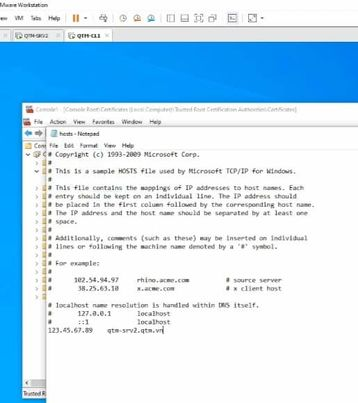 VMware Workstation
ew VM Tabs Help
QTM-SRV2 × QTM-CL1 ×
Console1 - [Console Root\Certificates (Local Computer)\Trusted Root Certification Authorities\Certificates]
File Action View Favorites Window Help
hosts - Notepad
File Edit Format View Help
# Copyright (c) 1993-2009 Microsoft Corp.
#
# This is a sample HOSTS file used by Microsoft TCP/IP for Windows.
#
# This file contains the mappings of IP addresses to host names. Each
# entry should be kept on an individual line. The IP address should
# be placed in the first column followed by the corresponding host name.
# The IP address and the host name should be separated by at least one
# space.
#
# Additionally, comments (such as these) may be inserted on individual
# lines or following the machine name denoted by a '#' symbol.
#
# For example:
#
# 102.54.94.97 rhino.acme.com # source server
# 38.25.63.10 x.acme.com # x client host
# localhost name resolution is handled within DNS itself.
# 127.0.0.1 localhost
# ::1 localhost
123.45.67.89 qtm-srv2.qtm.vn
Trusted R